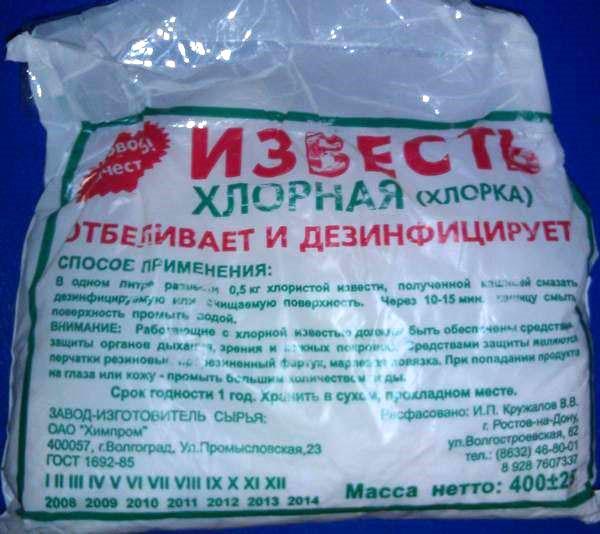 ИЗВЕСТЬ
ХЛОРНАЯ (ХЛОРКА)
ОТБЕЛИВАЕТ И ДЕЗИНФИЦИРУЕТ
СПОСОБ ПРИМЕНЕНИЯ:
В одном литре 0,5 кг хлористой извести, полученной кашицей смазать
дезинфицируемую или очищаемую поверхность. Через 10-15 мин. кашицу смыть,
поверхность промыть водой.
ВНИМАНИЕ: Работающие с хлорной известью должны быть обеспечены
защиты органов дыхания, зрения и кожных покровов. Средствами защиты являются
перчатки резиновые, прорезиненный фартук, марлевая повязка. При попадании продукта
на глаза или кожу - промыть большим количеством воды.
Срок годности 1 год. Хранить в сухом, прохладном месте.
ЗАВОД-ИЗГОТОВИТЕЛЬ СЫРЬЯ:
ОАО "Химпром"
400057, г.Волгоград, Ул.Промысловская,23
ГОСТ 1692-85
I II III IV V VI VII VIII IX X XI XII
2008 2009 2010 2011 2012 2013 2014
Расфасовано: И.П. Кружалов В.В.
г. Ростов-на-Дону,
ул.Волгостроевская, 62
тел.: (8632) 46-80-01
8 928 7607337
Масса нетто: